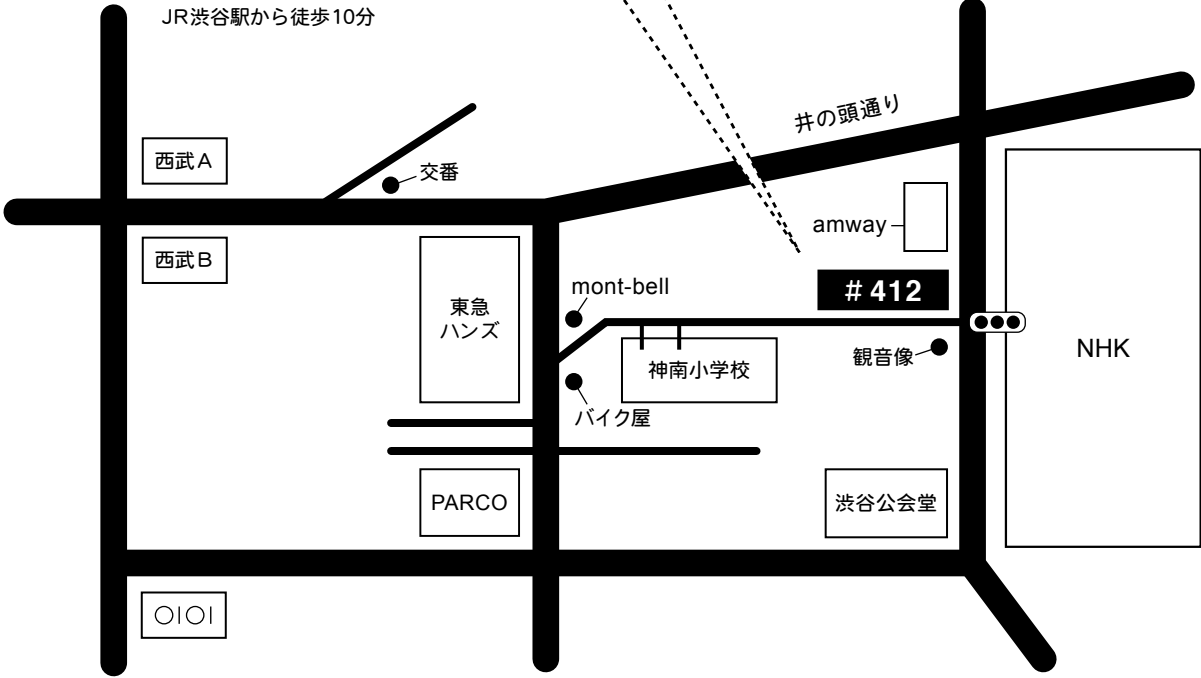 JR渋谷駅から徒歩10分
井の頭通り
西武A
交番
amway
西武B
# 412
mont-bell
東急
ハンズ
NHK
観音像
神南小学校
バイク屋
PARCO
渋谷公会堂
〇I〇I